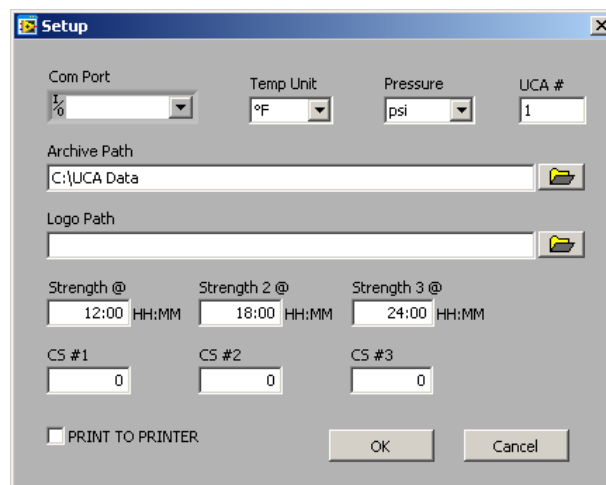 Setup
Com Port Temp Unit Pressure UCA #
I/O °F psi 1
Archive Path
C:\UCA Data
Logo Path
Strength @ Strength 2 @ Strength 3 @
12:00 HH:MM 18:00 HH:MM 24:00 HH:MM
CS #1 CS #2 CS #3
0 0 0
PRINT TO PRINTER OK Cancel